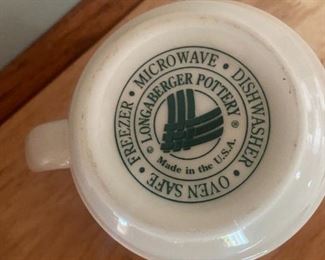 • MICROWAVE • DISHWASHER • OVEN SAFE • FREEZER
© LONGABERGER POTTERY ®
Made in the U.S.A.